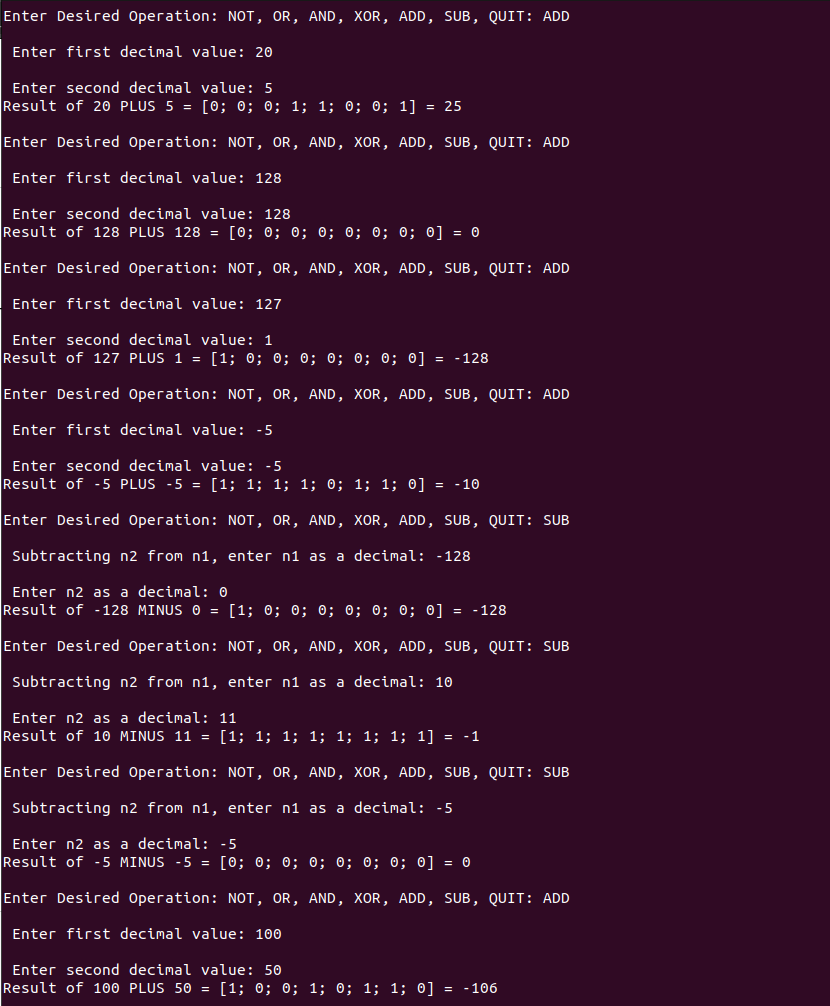 Enter Desired Operation: NOT, OR, AND, XOR, ADD, SUB, QUIT: ADD
Enter first decimal value: 20
Enter second decimal value: 5
Result of 20 PLUS 5 = [0; 0; 0; 1; 1; 0; 0; 1] = 25
Enter Desired Operation: NOT, OR, AND, XOR, ADD, SUB, QUIT: ADD
Enter first decimal value: 128
Enter second decimal value: 128
Result of 128 PLUS 128 = [0; 0; 0; 0; 0; 0; 0; 0] = 0
Enter Desired Operation: NOT, OR, AND, XOR, ADD, SUB, QUIT: ADD
Enter first decimal value: 127
Enter second decimal value: 1
Result of 127 PLUS 1 = [1; 0; 0; 0; 0; 0; 0; 0] = -128
Enter Desired Operation: NOT, OR, AND, XOR, ADD, SUB, QUIT: ADD
Enter first decimal value: -5
Enter second decimal value: -5
Result of -5 PLUS -5 = [1; 1; 1; 1; 0; 1; 1; 0] = -10
Enter Desired Operation: NOT, OR, AND, XOR, ADD, SUB, QUIT: SUB
Subtracting n2 from n1, enter n1 as a decimal: -128
Enter n2 as a decimal: 0
Result of -128 MINUS 0 = [1; 0; 0; 0; 0; 0; 0; 0] = -128
Enter Desired Operation: NOT, OR, AND, XOR, ADD, SUB, QUIT: SUB
Subtracting n2 from n1, enter n1 as a decimal: 10
Enter n2 as a decimal: 11
Result of 10 MINUS 11 = [1; 1; 1; 1; 1; 1; 1; 1] = -1
Enter Desired Operation: NOT, OR, AND, XOR, ADD, SUB, QUIT: SUB
Subtracting n2 from n1, enter n1 as a decimal: -5
Enter n2 as a decimal: -5
Result of -5 MINUS -5 = [0; 0; 0; 0; 0; 0; 0; 0] = 0
Enter Desired Operation: NOT, OR, AND, XOR, ADD, SUB, QUIT: ADD
Enter first decimal value: 100
Enter second decimal value: 50
Result of 100 PLUS 50 = [1; 0; 0; 1; 0; 1; 1; 0] = -106